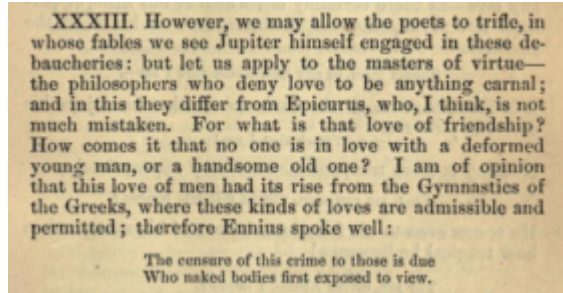 XXXIII. However, we may allow the poets to trifle, in
whose fables we see Jupiter himself engaged in these de-
baucheries: but let us apply to the masters of virtue—
the philosophers who deny love to be anything carnal;
and in this they differ from Epicurus, who, I think, is not
much mistaken. For what is that love of friendship?
How comes it that no one is in love with a deformed
young man, or a handsome old one? I am of opinion
that this love of men had its rise from the Gymnastics of
the Greeks, where these kinds of loves are admissible and
permitted; therefore Ennius spoke well:
The censure of this crime to those is due
Who naked bodies first exposed to view.